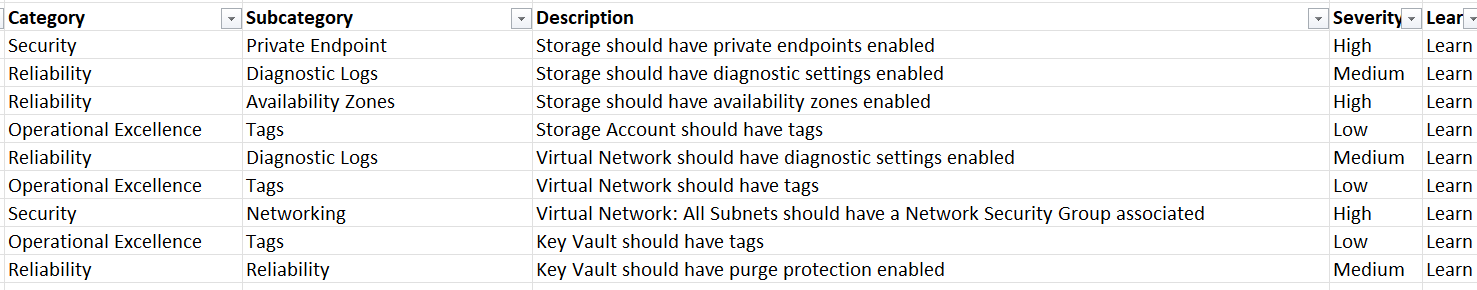 Category Subcategory Description Severity Lear
Security Private Endpoint Storage should have private endpoints enabled High Learn
Reliability Diagnostic Logs Storage should have diagnostic settings enabled Medium Learn
Reliability Availability Zones Storage should have availability zones enabled High Learn
Operational Excellence Tags Storage Account should have tags Low Learn
Reliability Diagnostic Logs Virtual Network should have diagnostic settings enabled Medium Learn
Operational Excellence Tags Virtual Network should have tags Low Learn
Security Networking Virtual Network: All Subnets should have a Network Security Group associated High Learn
Operational Excellence Tags Key Vault should have tags Low Learn
Reliability Reliability Key Vault should have purge protection enabled Medium Learn